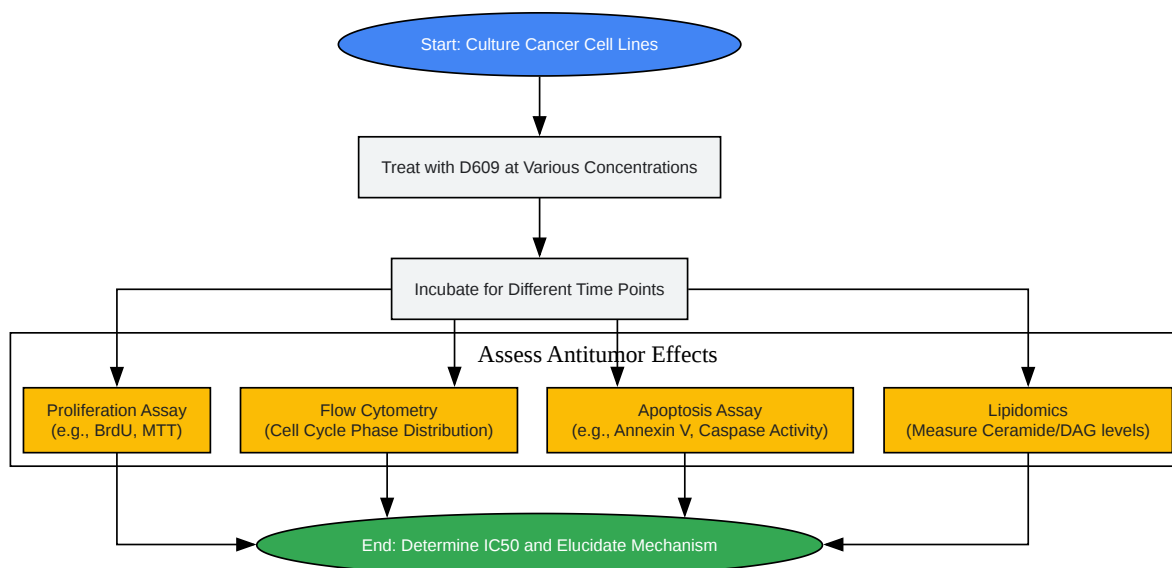 Start: Culture Cancer Cell Lines
Treat with D609 at Various Concentrations
Incubate for Different Time Points
Assess Antitumor Effects
Proliferation Assay
(e.g., BrdU, MTT)
Flow Cytometry
(Cell Cycle Phase Distribution)
Apoptosis Assay
(e.g., Annexin V, Caspase Activity)
Lipidomics
(Measure Ceramide/DAG levels)
End: Determine IC50 and Elucidate Mechanism